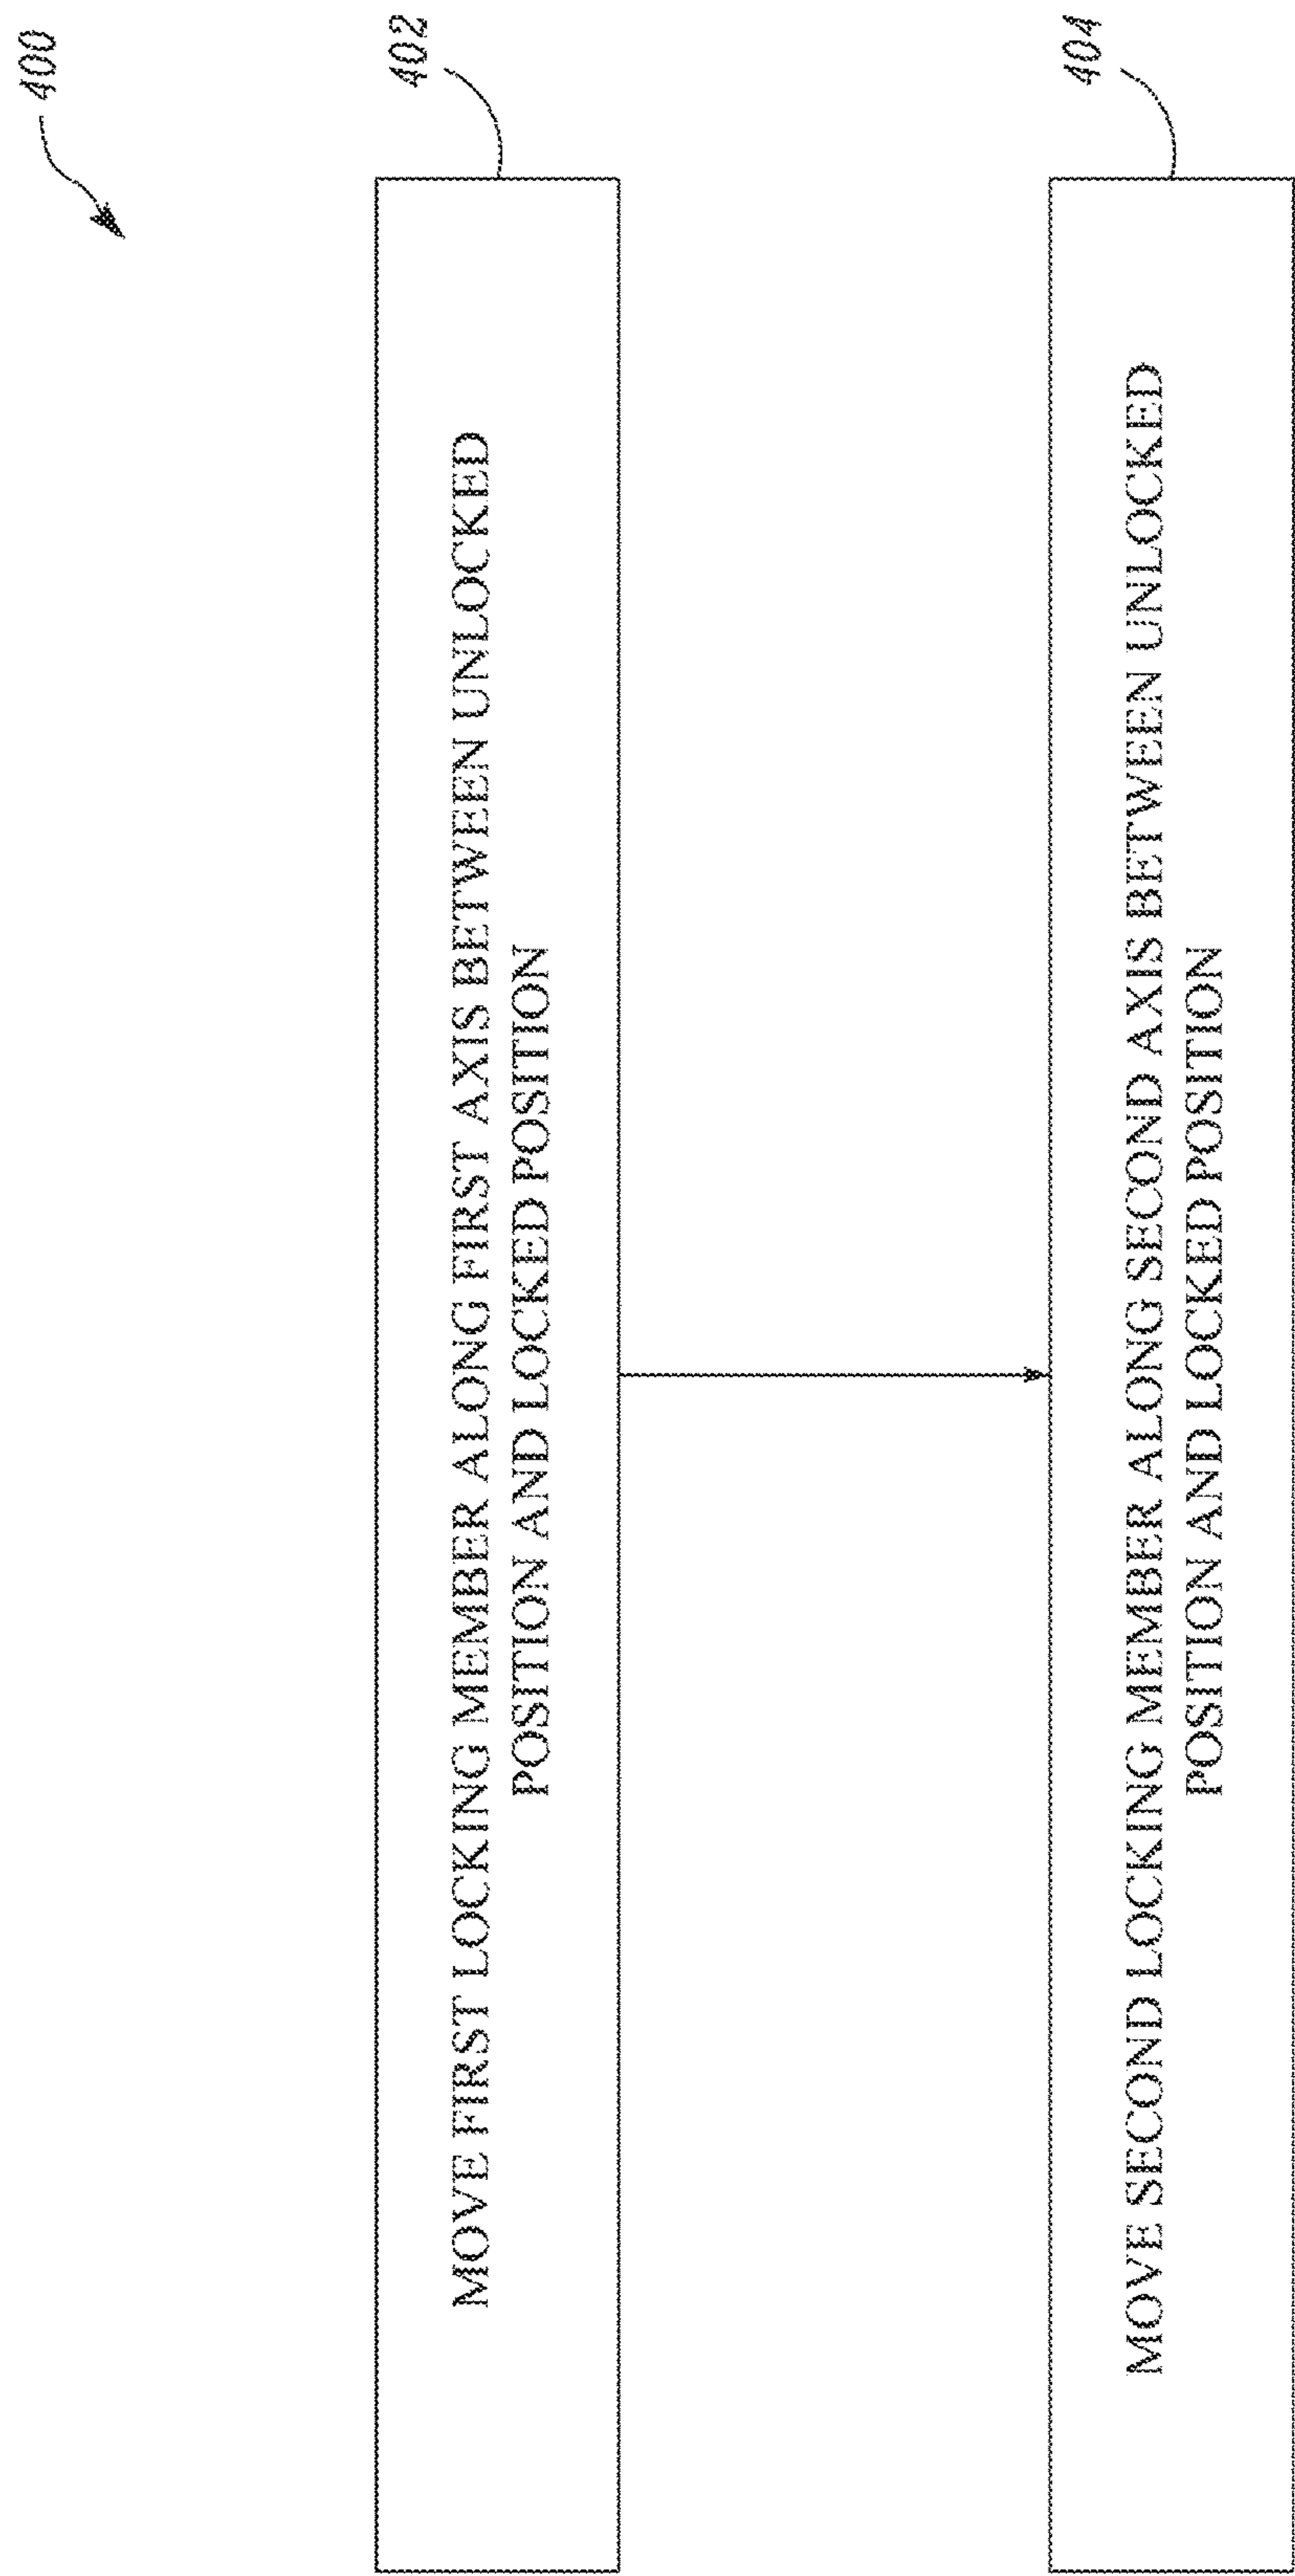 400
402
MOVE FIRST LOCKING MEMBER ALONG FIRST AXIS BETWEEN UNLOCKED
POSITION AND LOCKED POSITION
404
MOVE SECOND LOCKING MEMBER ALONG SECOND AXIS BETWEEN UNLOCKED
POSITION AND LOCKED POSITION